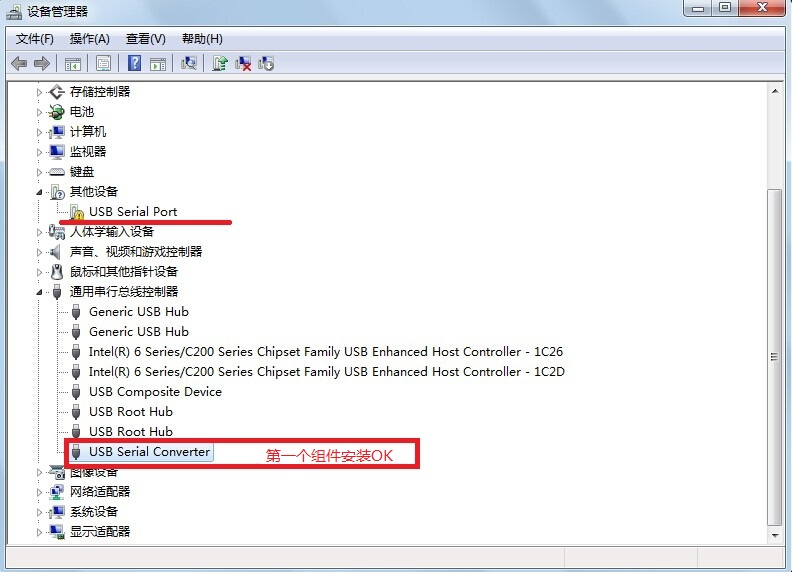 设备管理器
文件(F) 操作(A) 查看(V) 帮助(H)
存储控制器
电池
计算机
监视器
键盘
其他设备
USB Serial Port
人体学输入设备
声音、视频和游戏控制器
鼠标和其他指针设备
通用串行总线控制器
Generic USB Hub
Generic USB Hub
Intel(R) 6 Series/C200 Series Chipset Family USB Enhanced Host Controller - 1C26
Intel(R) 6 Series/C200 Series Chipset Family USB Enhanced Host Controller - 1C2D
USB Composite Device
USB Root Hub
USB Root Hub
USB Serial Converter 第一个组件安装OK
图像设备
网络适配器
系统设备
显示适配器